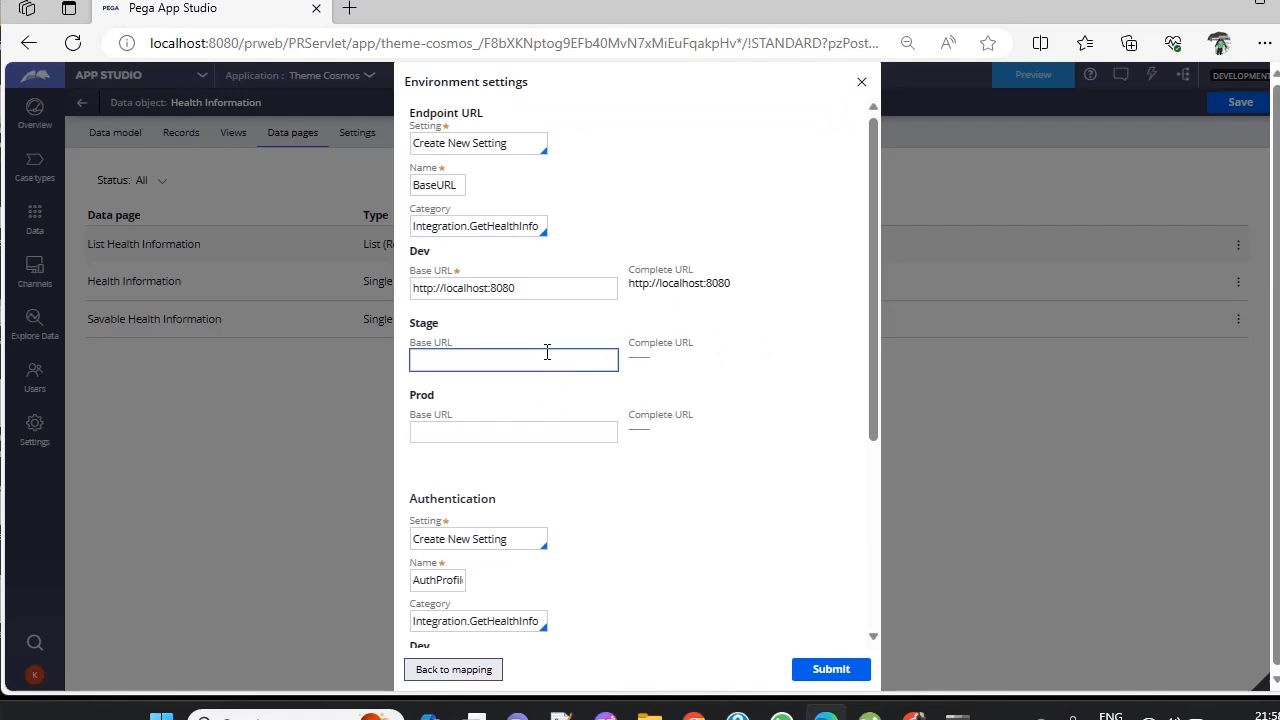 PEGA Pega App Studio
localhost:8080/prweb/PRServlet/app/theme-cosmos_/F8bXKNptog9EFb40MvN7xMiEuFqakpHv*/!STANDARD?pzPost...
APP STUDIO Application : Theme Cosmos Preview DEVELOPMENT
Data object: Health Information Save
Data model Records Views Data pages Settings
Status: All
Data page Type
List Health Information List (R
Health Information Single
Savable Health Information Single
Overview
Case types
Data
Channels
Explore Data
Users
Settings
K
Environment settings
Endpoint URL
Setting*
Create New Setting
Name*
BaseURL
Category
Integration.GetHealthInfo
Dev
Base URL* Complete URL
http://localhost:8080 http://localhost:8080
Stage
Base URL Complete URL
——
Prod
Base URL Complete URL
——
Authentication
Setting*
Create New Setting
Name*
AuthProfil
Category
Integration.GetHealthInfo
Dev
Back to mapping Submit
ENG